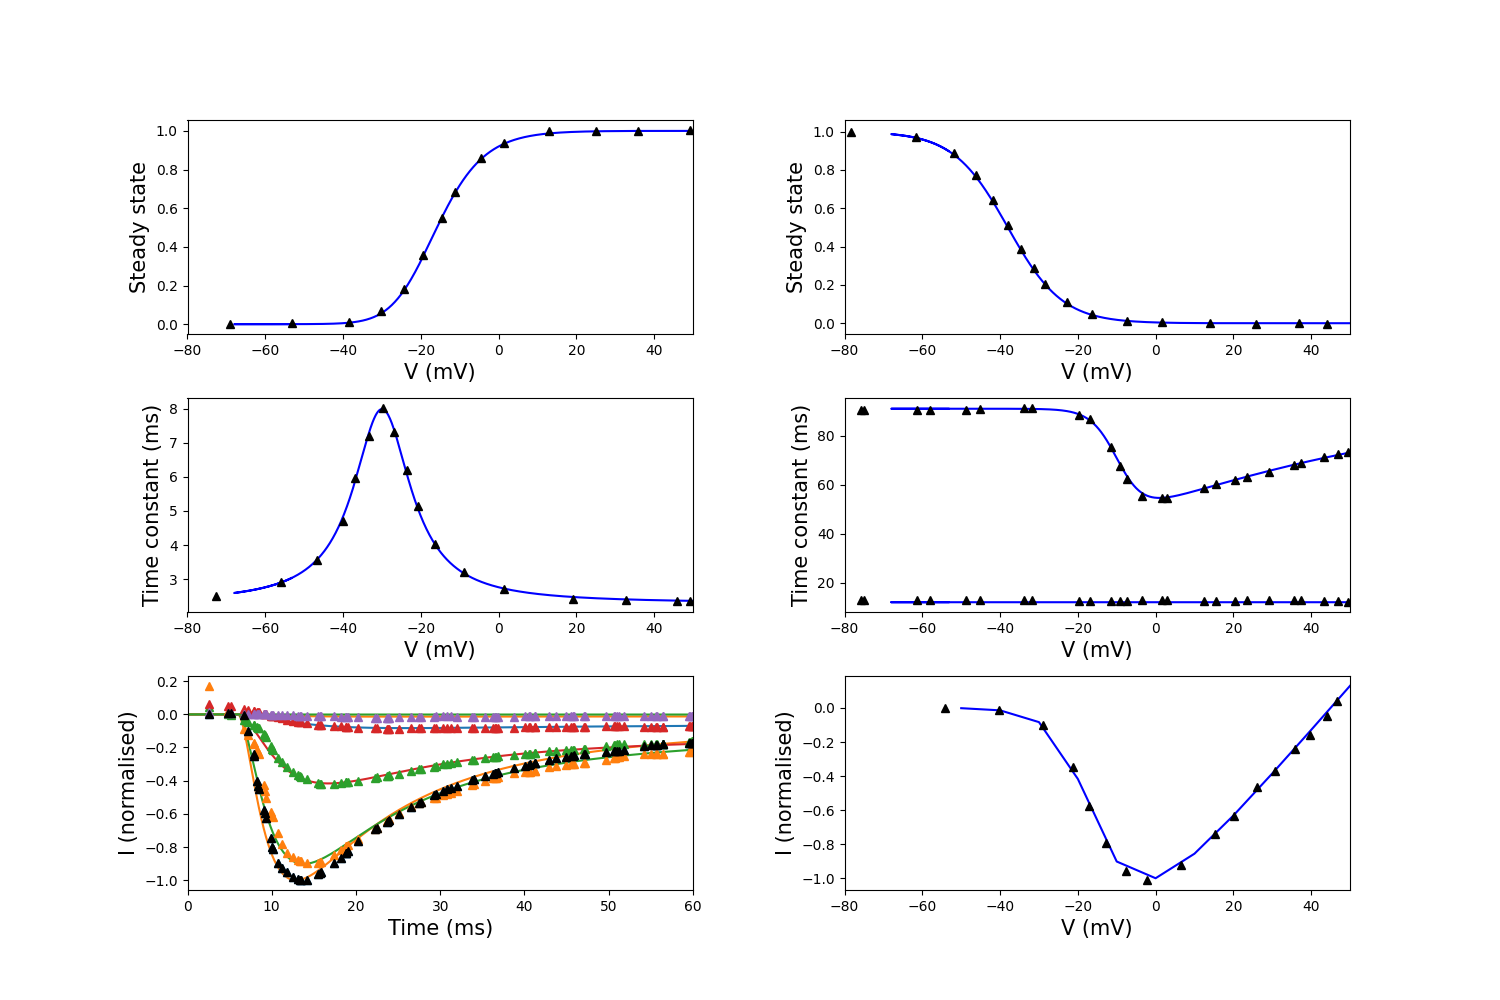 1.0
0.8
0.6
0.4
0.2
0.0
Steady state
−80 −60 −40 −20 0 20 40
V (mV)
1.0
0.8
0.6
0.4
0.2
0.0
Steady state
−80 −60 −40 −20 0 20 40
V (mV)
8
7
6
5
4
3
Time constant (ms)
−80 −60 −40 −20 0 20 40
V (mV)
80
60
40
20
Time constant (ms)
−80 −60 −40 −20 0 20 40
V (mV)
0.2
0.0
−0.2
−0.4
−0.6
−0.8
−1.0
I (normalised)
0 10 20 30 40 50 60
Time (ms)
0.0
−0.2
−0.4
−0.6
−0.8
−1.0
I (normalised)
−80 −60 −40 −20 0 20 40
V (mV)